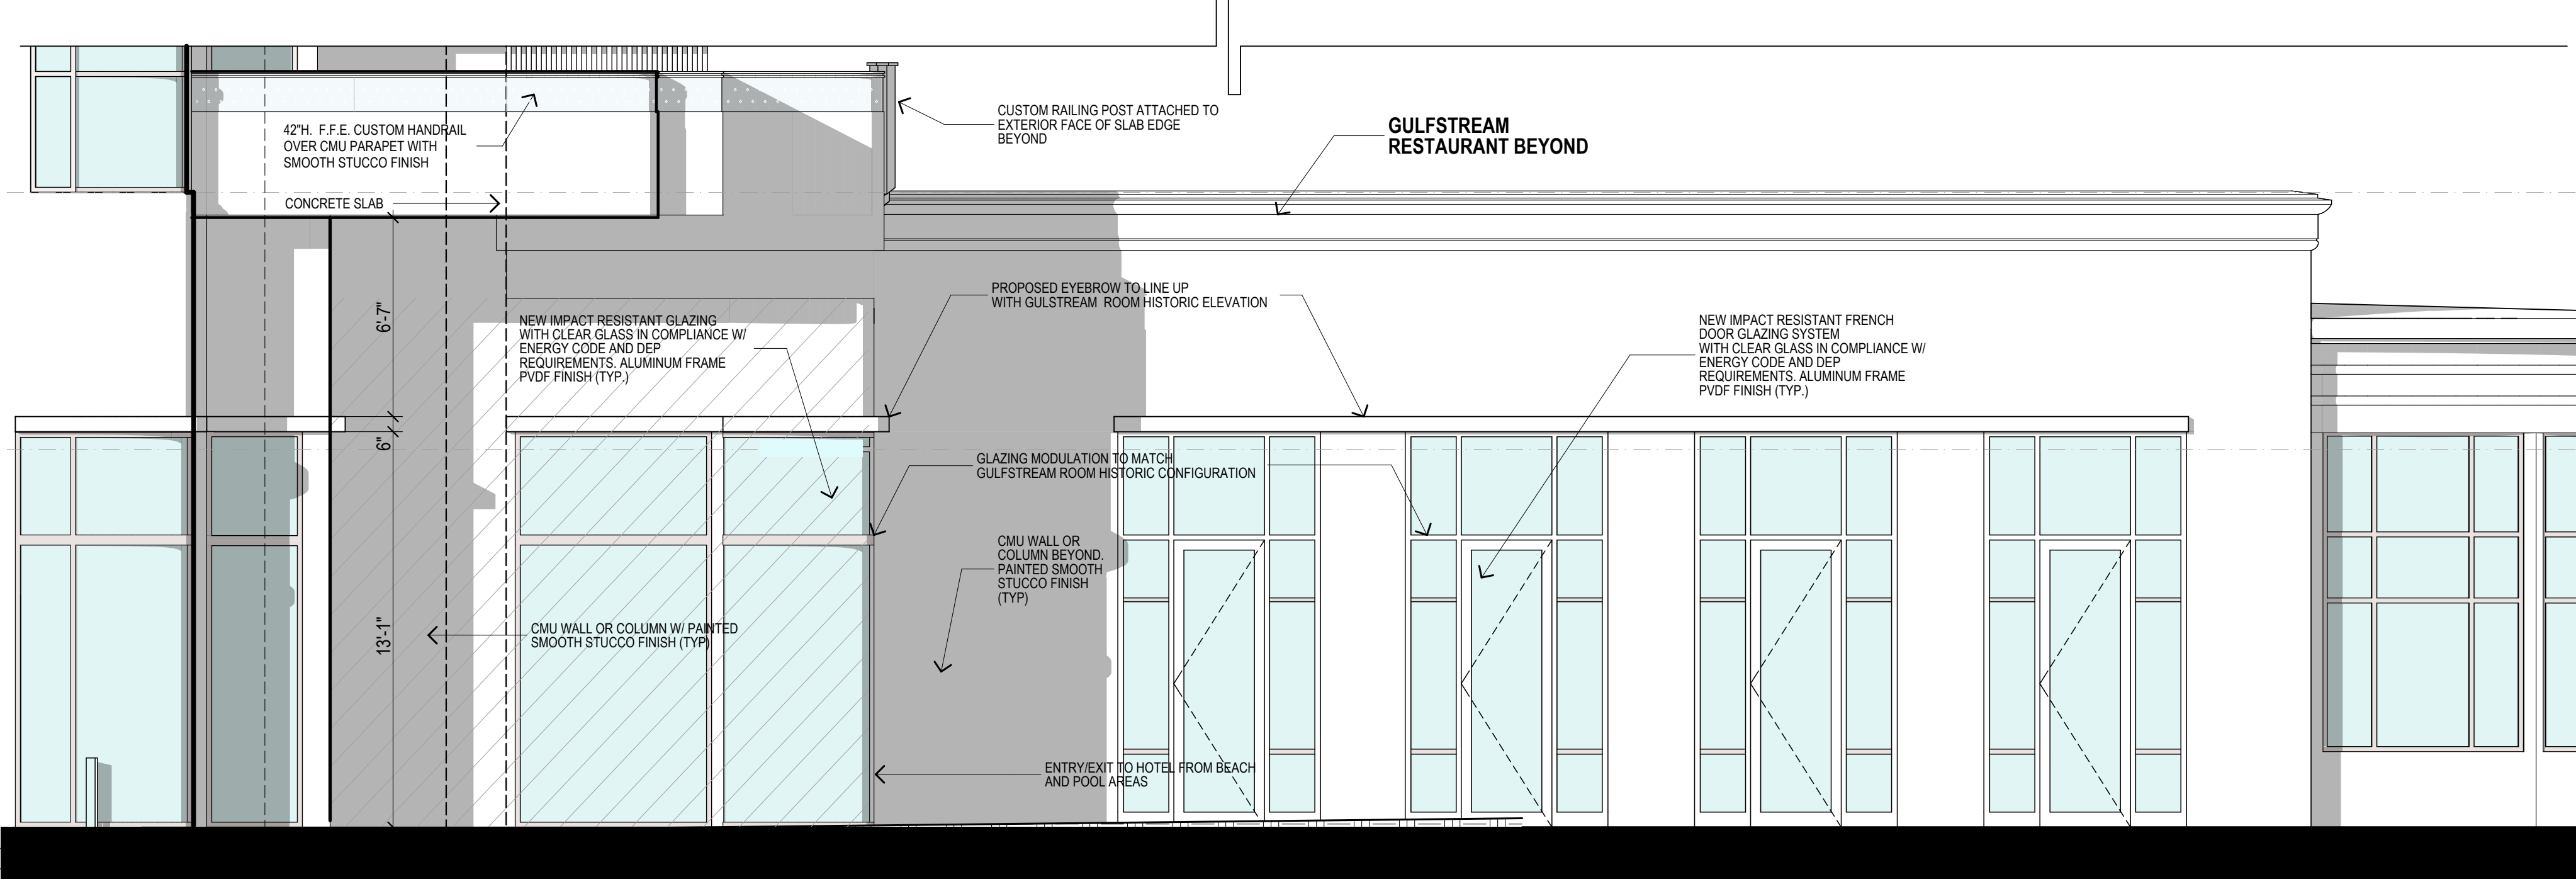 CUSTOM RAILING POST ATTACHED TO
EXTERIOR FACE OF SLAB EDGE
BEYOND
GULFSTREAM
RESTAURANT BEYOND
42"H.  F.F.E. CUSTOM HANDRAIL
OVER CMU PARAPET WITH
SMOOTH STUCCO FINISH
CONCRETE SLAB
PROPOSED EYEBROW TO LINE UP
WITH GULSTREAM  ROOM HISTORIC ELEVATION
6'-7"
NEW IMPACT RESISTANT GLAZING
WITH CLEAR GLASS IN COMPLIANCE W/
ENERGY CODE AND DEP
REQUIREMENTS. ALUMINUM FRAME
PVDF FINISH (TYP.)
NEW IMPACT RESISTANT FRENCH
DOOR GLAZING SYSTEM
WITH CLEAR GLASS IN COMPLIANCE W/
ENERGY CODE AND DEP
REQUIREMENTS. ALUMINUM FRAME
PVDF FINISH (TYP.)
6"
GLAZING MODULATION TO MATCH
GULFSTREAM ROOM HISTORIC CONFIGURATION
CMU WALL OR
COLUMN BEYOND.
PAINTED SMOOTH
STUCCO FINISH
(TYP)
13'-1"
CMU WALL OR COLUMN W/ PAINTED
SMOOTH STUCCO FINISH (TYP)
ENTRY/EXIT TO HOTEL FROM BEACH
AND POOL AREAS